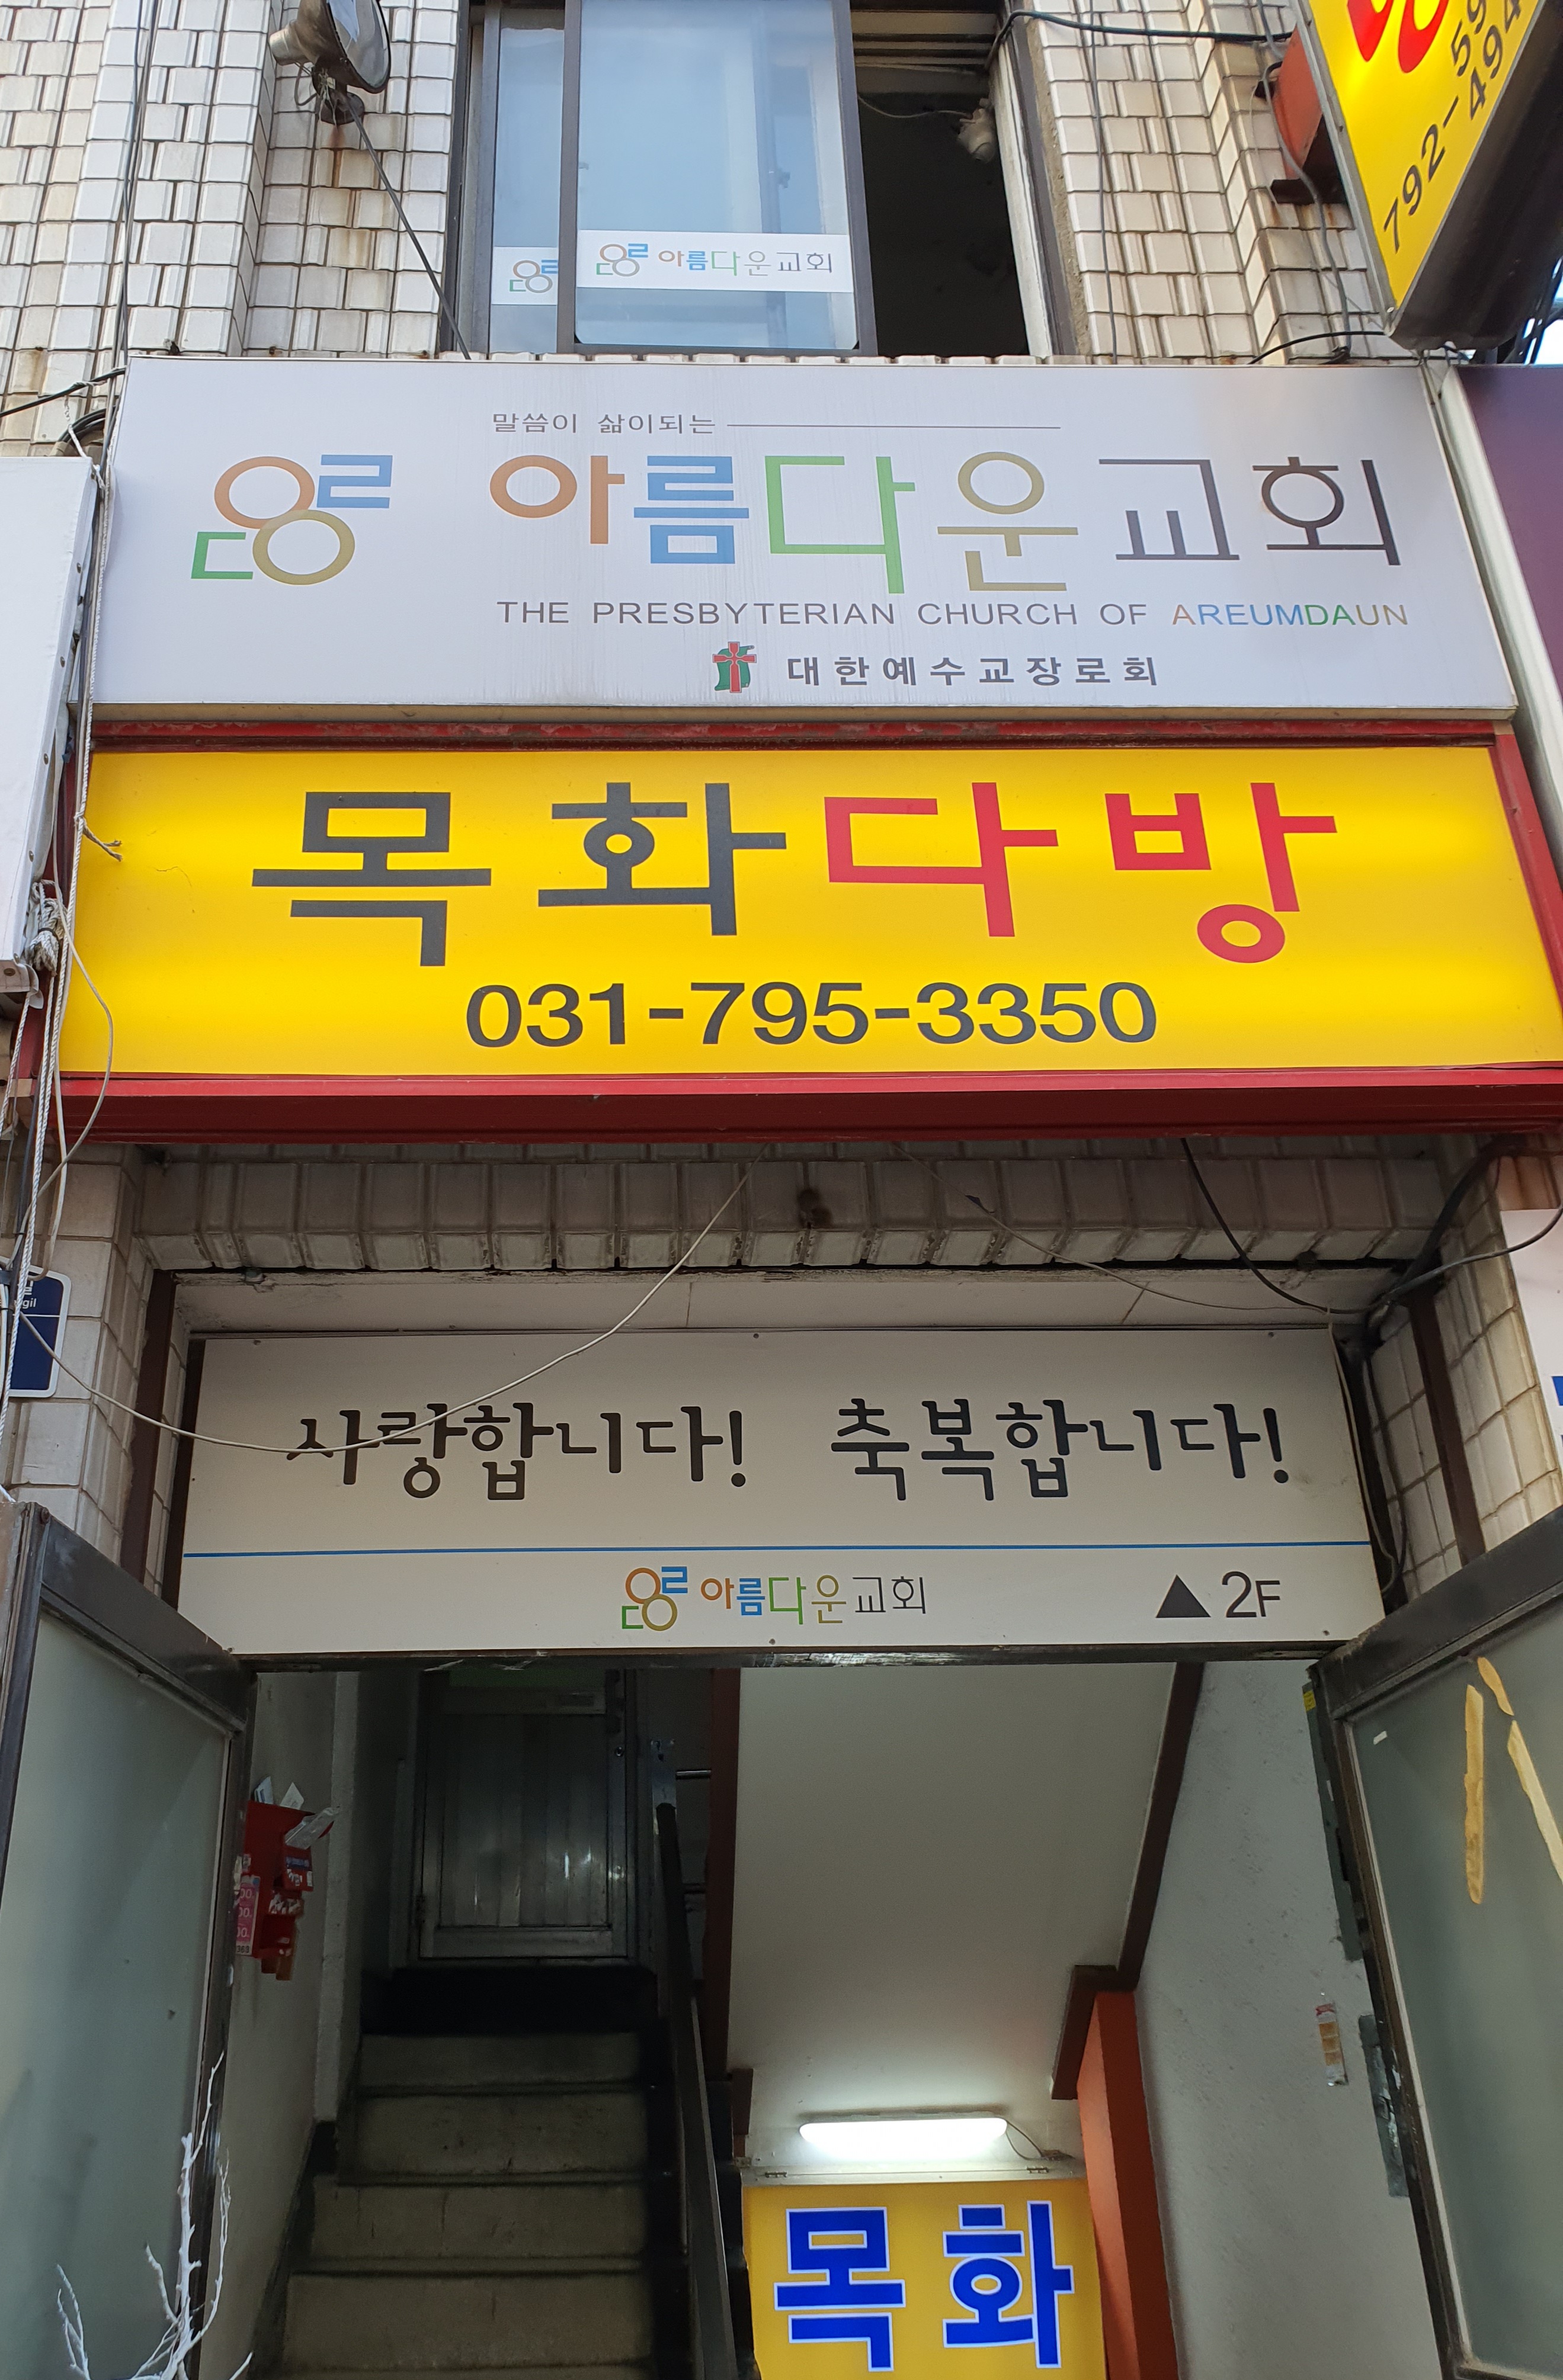 792-494
아름다운교회
말씀이 삶이되는
아름다운교회
THE PRESBYTERIAN CHURCH OF AREUMDAUN
대한예수교장로회
목화다방
031-795-3350
사랑합니다! 축복합니다!
아름다운교회 ▲2F
목화